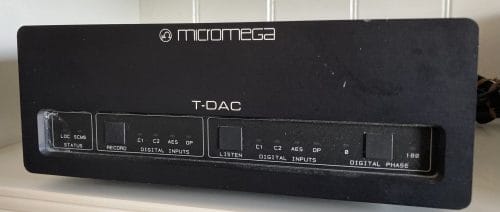 micromega
T-DAC
LOC SCMS
STATUS
RECORD
C1 C2 AES OP
DIGITAL INPUTS
LISTEN
C1 C2 AES OP
DIGITAL INPUTS
0 180
DIGITAL PHASE